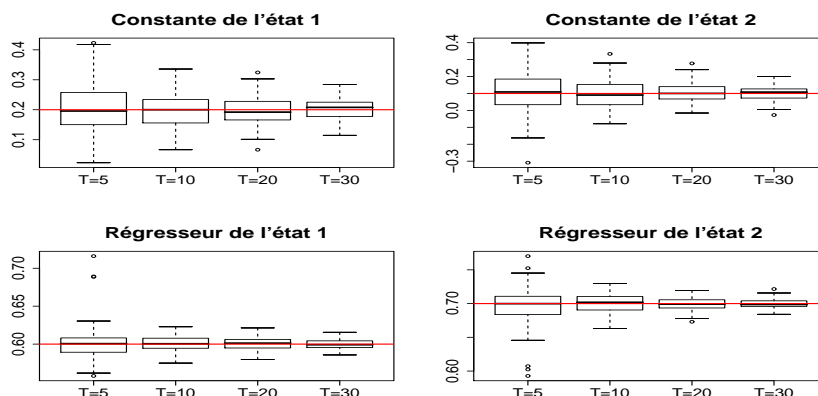 Constante de l'état 1
0.4
0.3
0.2
0.1
T=5 T=10 T=20 T=30
Constante de l'état 2
0.4
0.1
0.0
-0.3
T=5 T=10 T=20 T=30
Régresseur de l'état 1
0.70
0.65
0.60
T=5 T=10 T=20 T=30
Régresseur de l'état 2
0.70
0.60
T=5 T=10 T=20 T=30